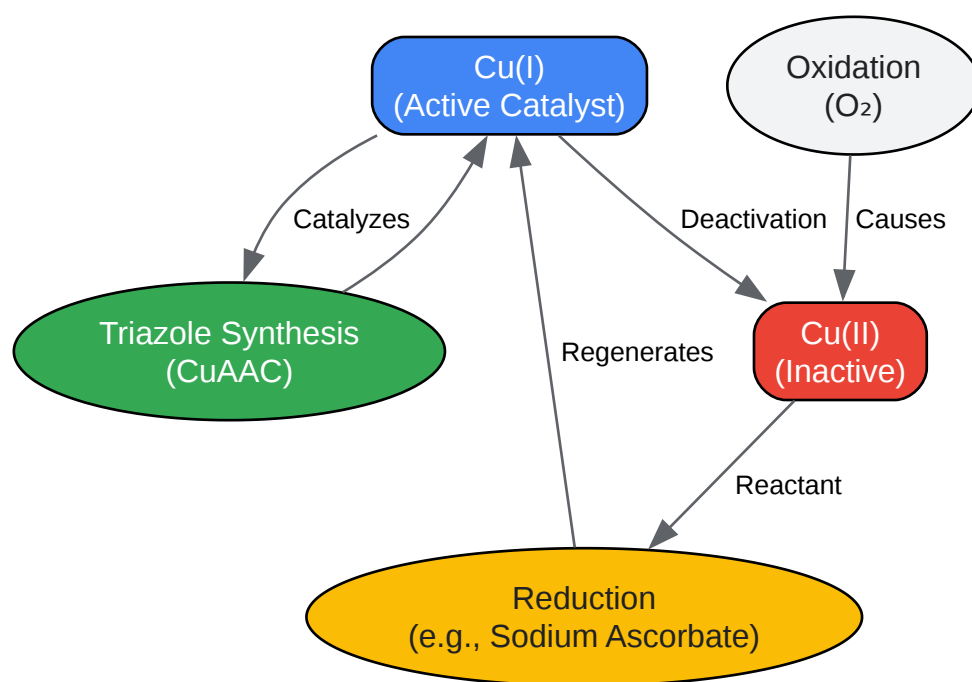 Cu(I)
(Active Catalyst)
Oxidation
(O₂)
Catalyzes
Deactivation
Causes
Triazole Synthesis
(CuAAC)
Regenerates
Cu(II)
(Inactive)
Reactant
Reduction
(e.g., Sodium Ascorbate)